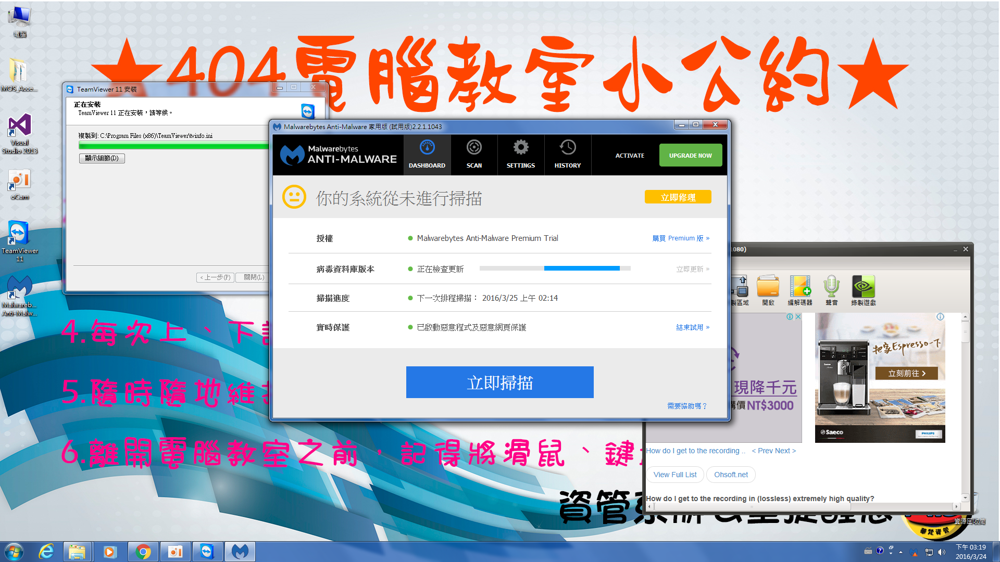 電腦
MOS_Acce...
Visual
Studio 2013
oCam
TeamViewer
11
Malwareb...
Anti-Malw...
★404電腦教室小公約★
TeamViewer 11 安裝
正在安裝
TeamViewer 11 正在安裝，請等候。
複製到: C:\Program Files (x86)\TeamViewer\tvinfo.ini
顯示細節(D)
< 上一步(P)
關閉(L)
Malwarebytes Anti-Malware 家用版 (試用版)2.2.1.1043
Malwarebytes
ANTI-MALWARE
DASHBOARD
SCAN
SETTINGS
HISTORY
ACTIVATE
UPGRADE NOW
你的系統從未進行掃描
立即修理
授權
Malwarebytes Anti-Malware Premium Trial
購買 Premium 版 »
病毒資料庫版本
正在檢查更新
立即更新 »
掃描進度
下一次排程掃描： 2016/3/25 上午 02:14
實時保護
已啟動惡意程式及惡意網頁保護
結束試用 »
立即掃描
需要協助嗎？
1080)
製區域
開啟
編解碼器
聲音
錄製遊戲
現降千元
購價NT$3000
把家Espresso一下
立刻前往
Saeco
PHILIPS
How do I get to the recording ..
< Prev Next >
View Full List
Ohsoft.net
How do I get to the recording in (lossless) extremely high quality?
4.每次上、下
5.隨時隨地維
6.離開電腦教室之前，記得將滑鼠、鍵
資管
華梵資管
資源回收筒
下午 03:19
2016/3/24